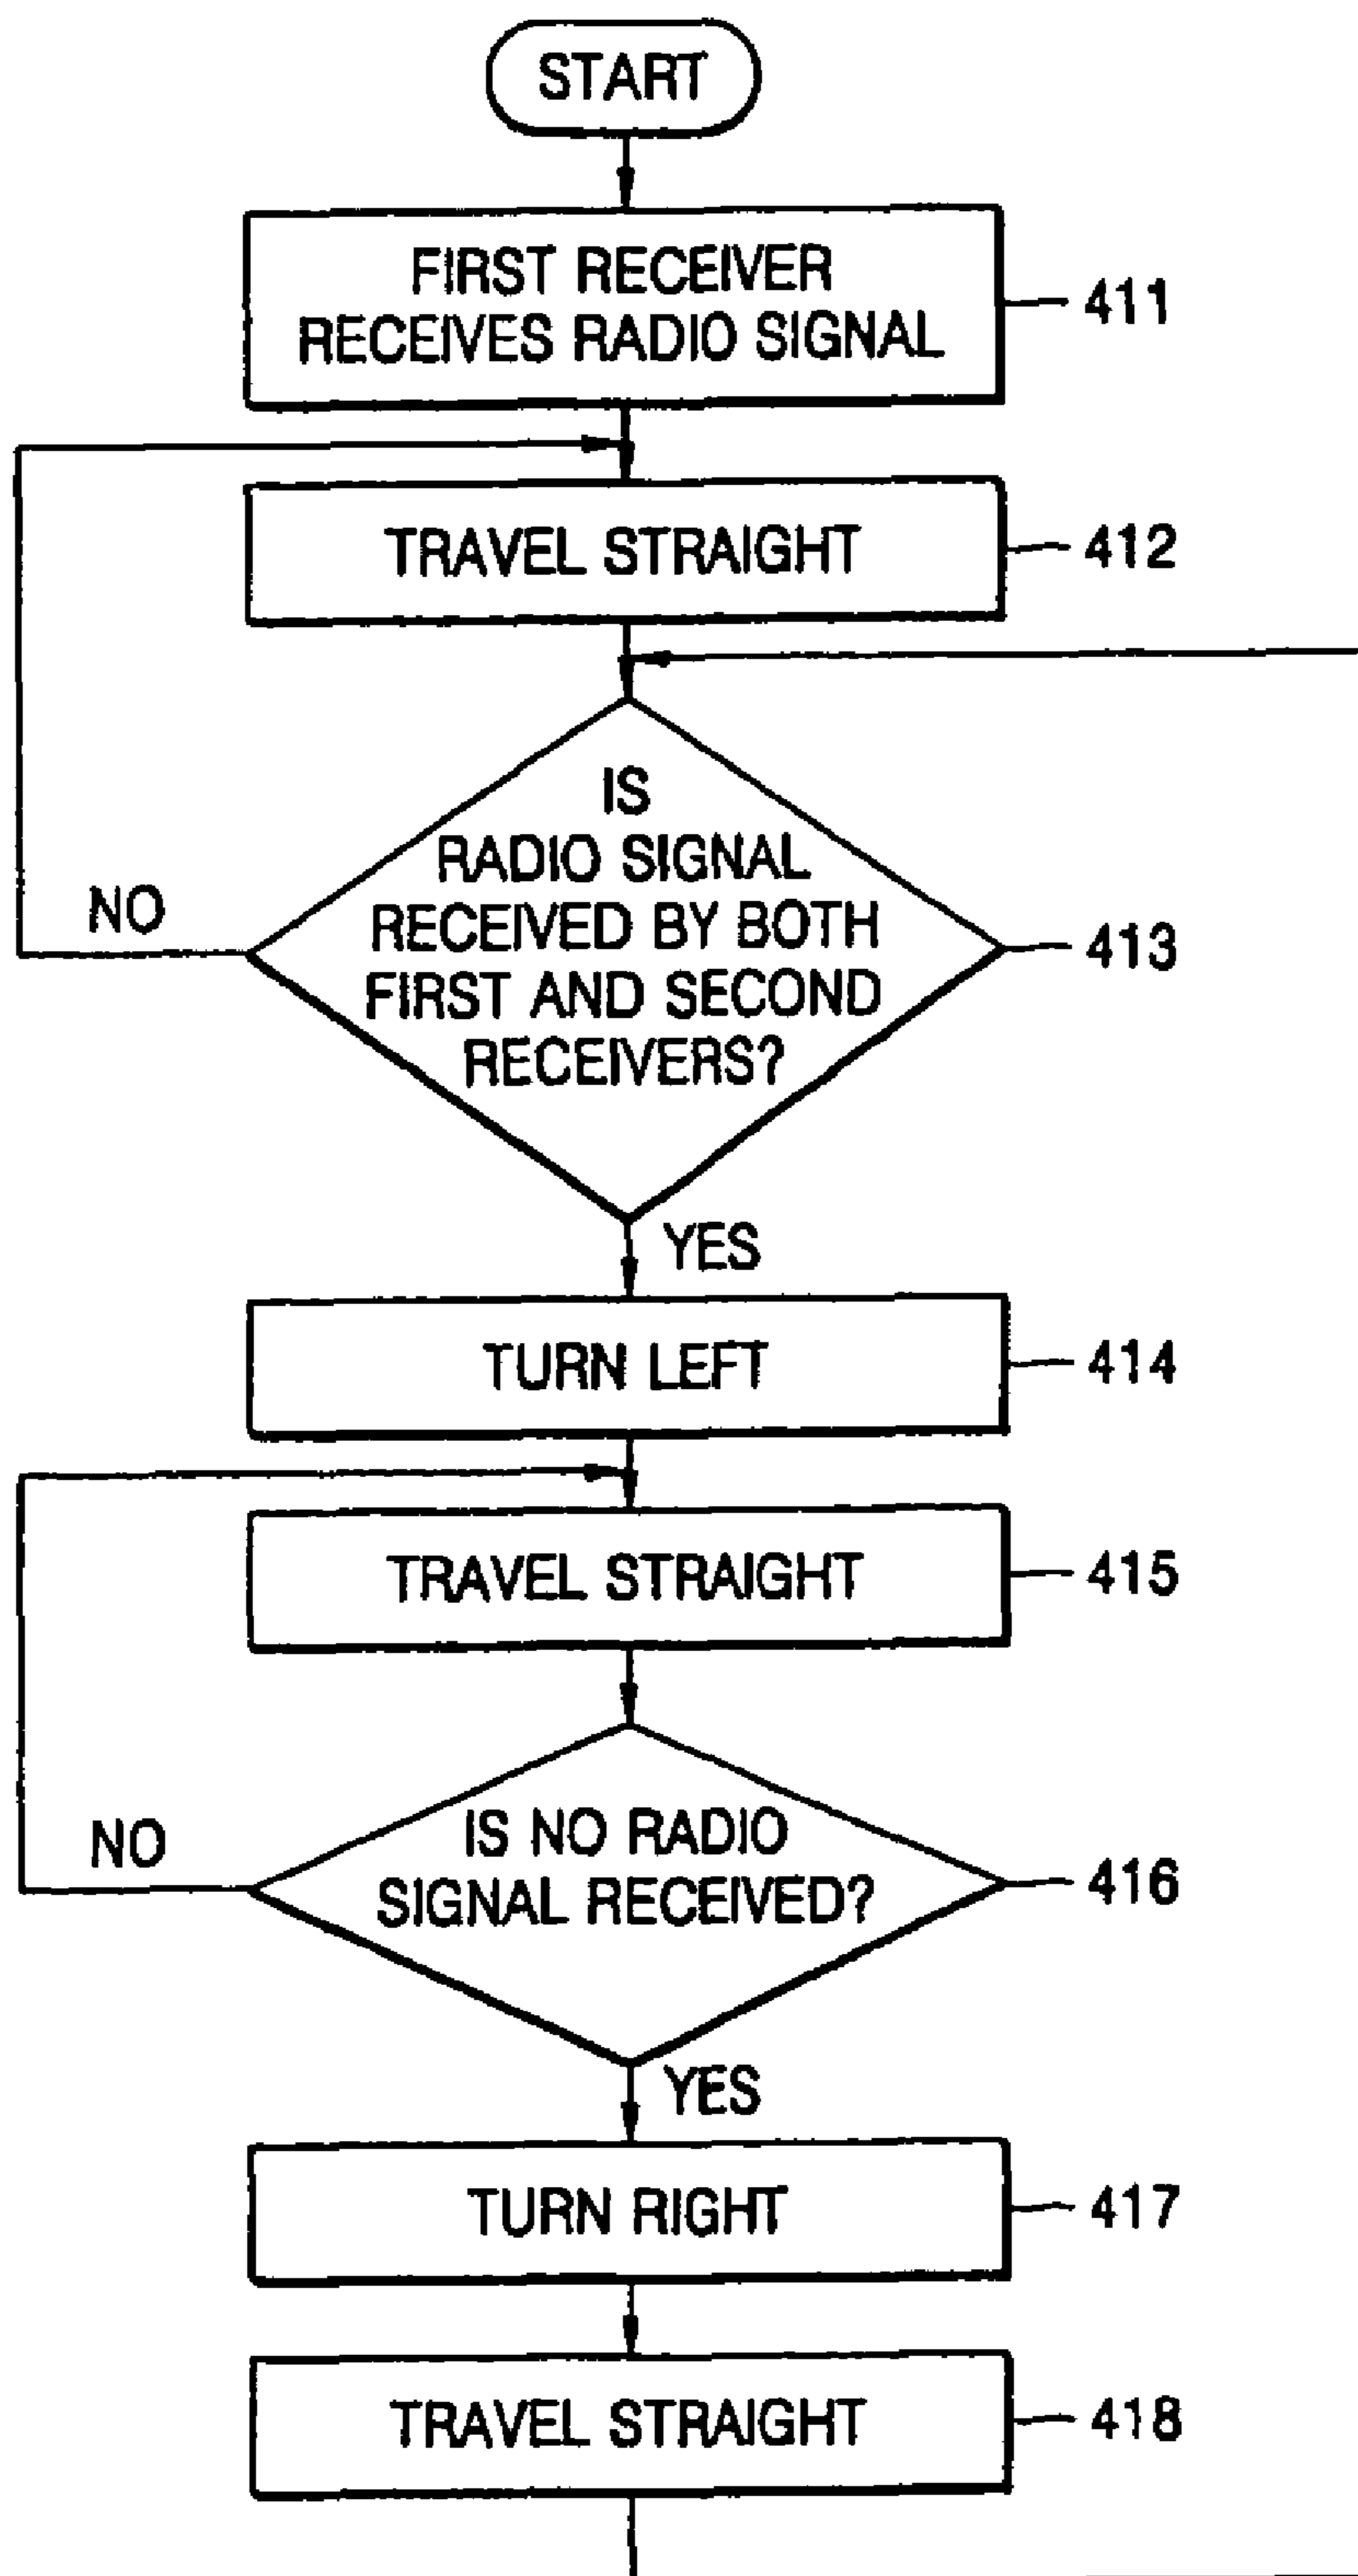 START
FIRST RECEIVER
RECEIVES RADIO SIGNAL
411
TRAVEL STRAIGHT
412
IS
RADIO SIGNAL
RECEIVED BY BOTH
FIRST AND SECOND
RECEIVERS?
413
NO
YES
TURN LEFT
414
TRAVEL STRAIGHT
415
IS NO RADIO
SIGNAL RECEIVED?
416
NO
YES
TURN RIGHT
417
TRAVEL STRAIGHT
418